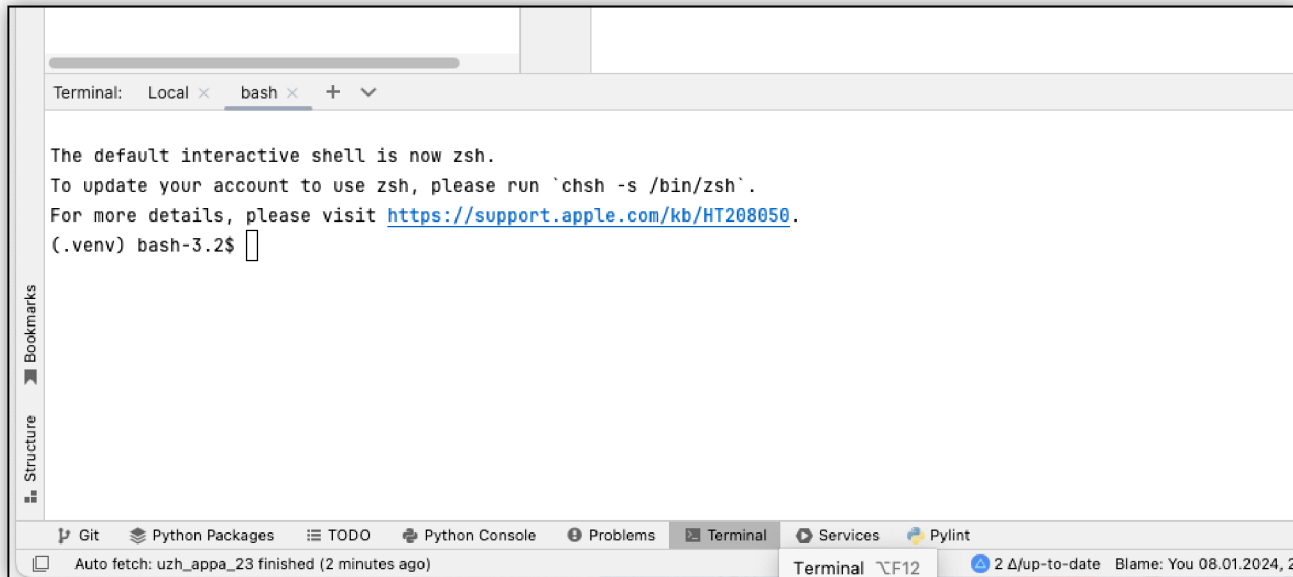 Terminal: Local × bash × + ⌄
The default interactive shell is now zsh.
To update your account to use zsh, please run `chsh -s /bin/zsh`.
For more details, please visit https://support.apple.com/kb/HT208050.
(.venv) bash-3.2$
Bookmarks
Structure
Git Python Packages TODO Python Console Problems Terminal Services Pylint
Auto fetch: uzh_appa_23 finished (2 minutes ago) Terminal ⌥F12 2 Δ/up-to-date Blame: You 08.01.2024, 2